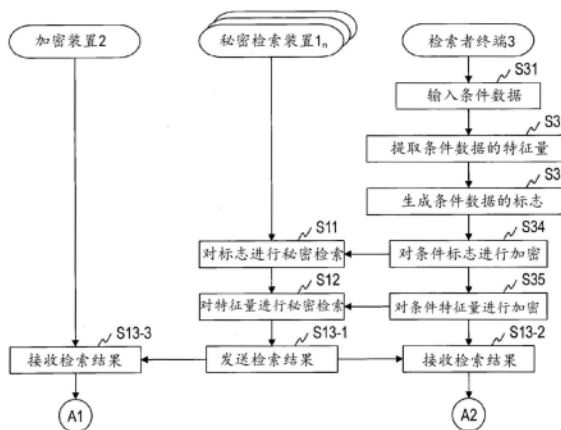 加密装置2
秘密检索装置1n
检索者终端3
S31
输入条件数据
S3
提取条件数据的特征量
S3
生成条件数据的标志
S11
S34
对标志进行秘密检索
对条件标志进行加密
S12
S35
对特征量进行秘密检索
对条件特征量进行加密
S13-3
S13-1
S13-2
接收检索结果
发送检索结果
接收检索结果
A1
A2